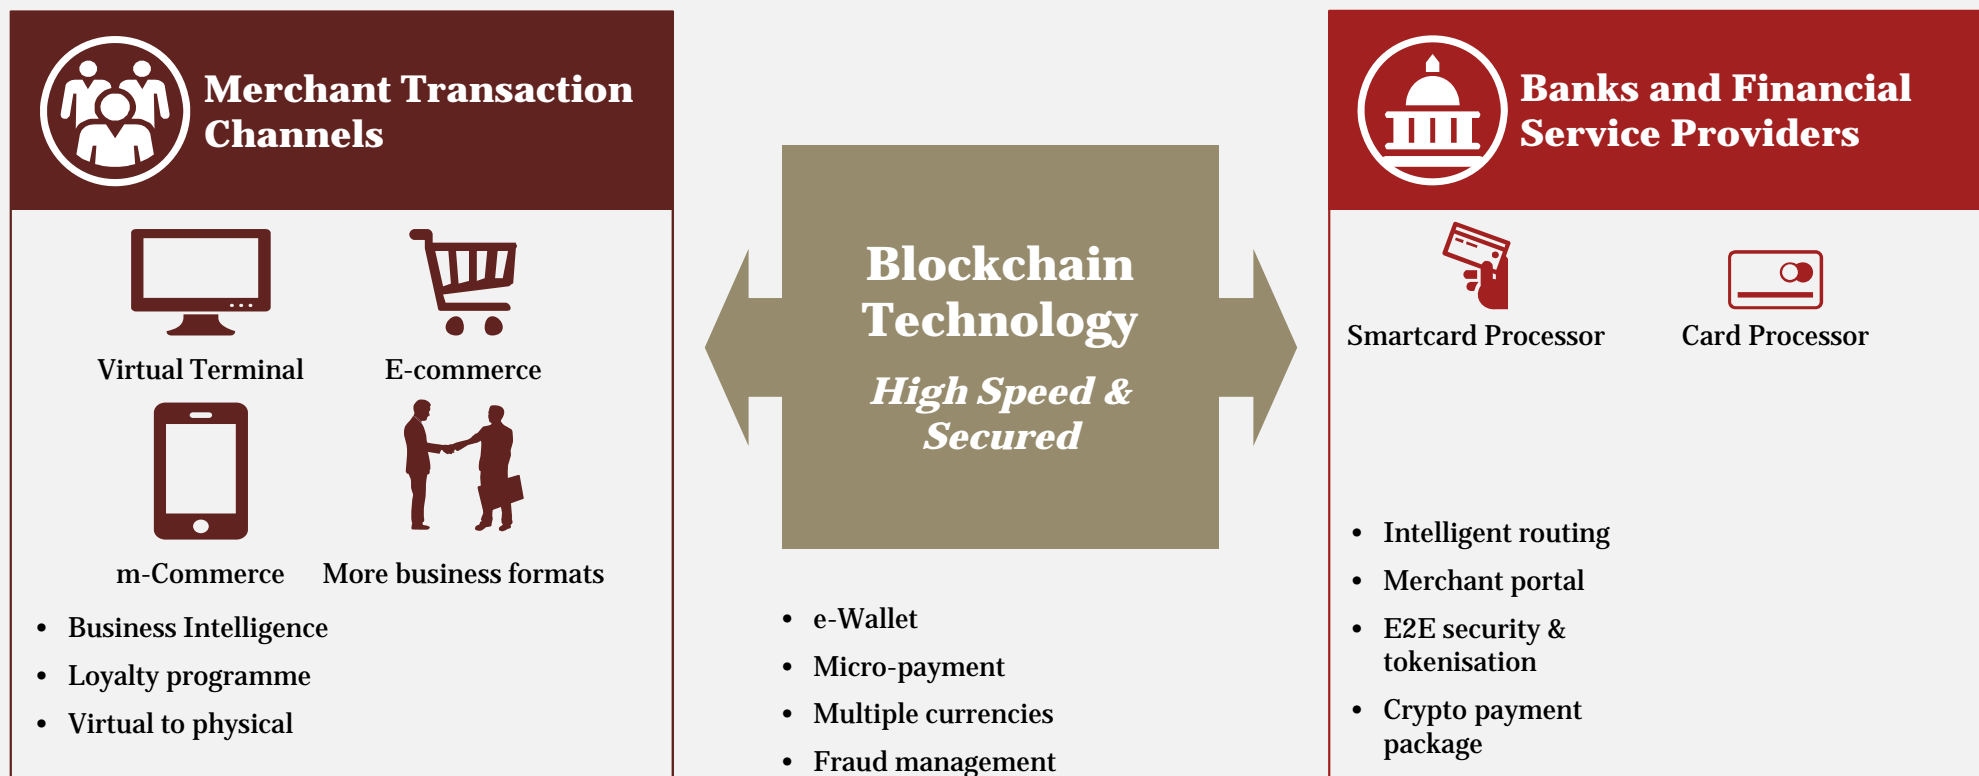 Merchant Transaction
Channels
Virtual Terminal
E-commerce
m-Commerce
More business formats
• Business Intelligence
• Loyalty programme
• Virtual to physical
Blockchain
Technology
High Speed &
Secured
• e-Wallet
• Micro-payment
• Multiple currencies
• Fraud management
Banks and Financial
Service Providers
Smartcard Processor
Card Processor
• Intelligent routing
• Merchant portal
• E2E security &
tokenisation
• Crypto payment
package